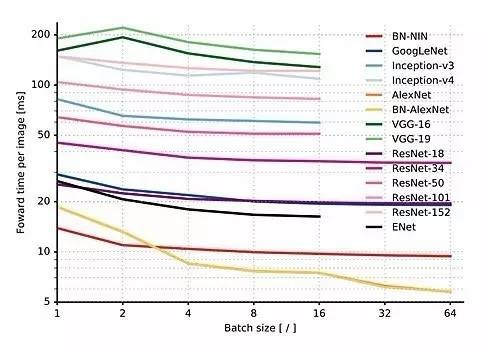 200
100
50
20
10
5
Foward time per image [ms]
1
2
4
8
16
32
64
Batch size [ / ]
BN-NIN
GoogLeNet
Inception-v3
Inception-v4
AlexNet
BN-AlexNet
VGG-16
VGG-19
ResNet-18
ResNet-34
ResNet-50
ResNet-101
ResNet-152
ENet